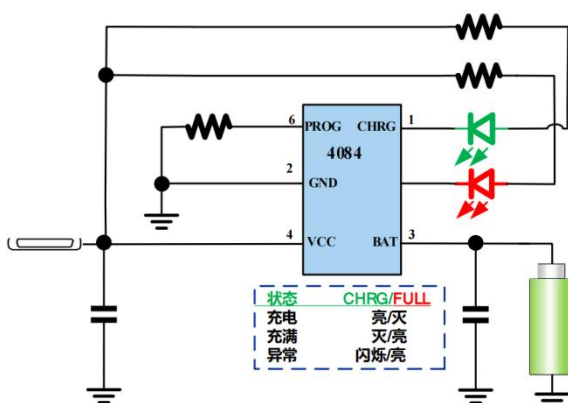 6 PROG CHRG 1
4084
2 GND
4 VCC BAT 3
状态 CHRG/FULL
充电 亮/灭
充满 灭/亮
异常 闪烁/亮